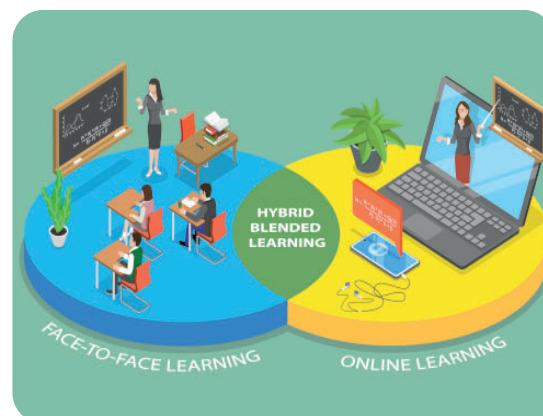 HYBRID
BLENDED
LEARNING
FACE-TO-FACE LEARNING
ONLINE LEARNING